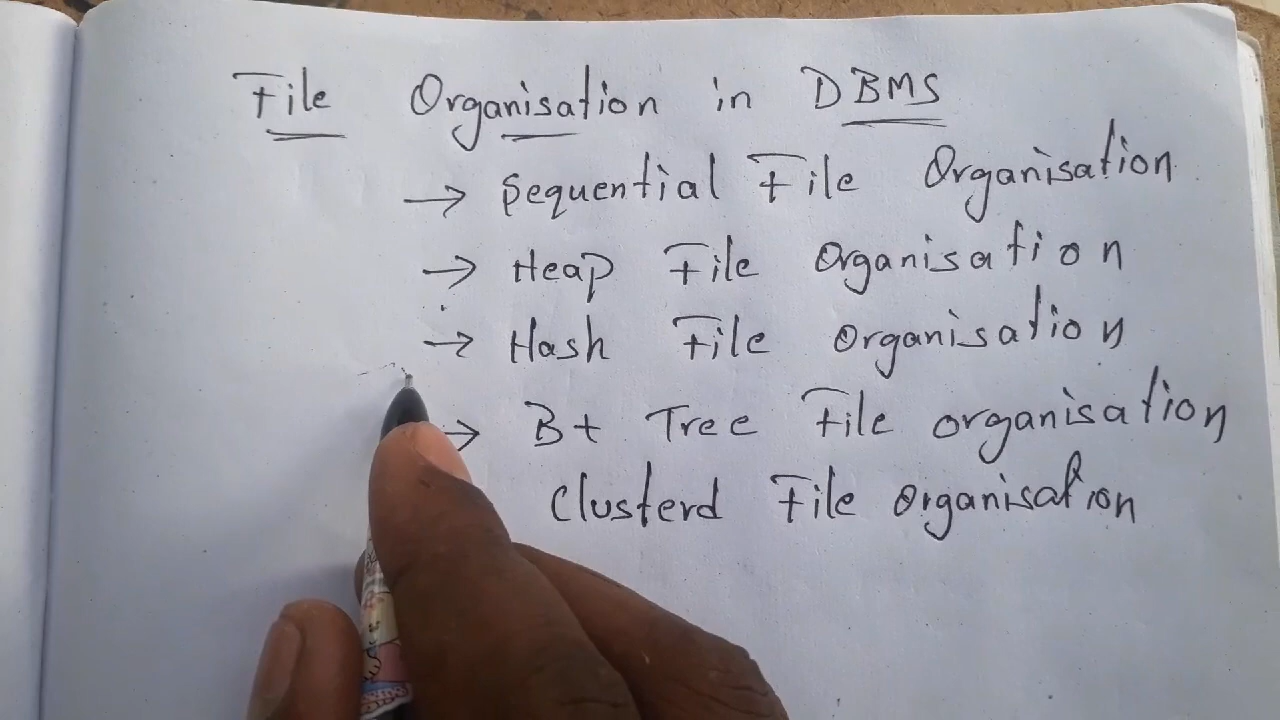 File Organisation in DBMS
→ Sequential File Organisation
→ Heap File Organisation
→ Hash File Organisation
→ B+ Tree File organisation
Clusterd File Organisation